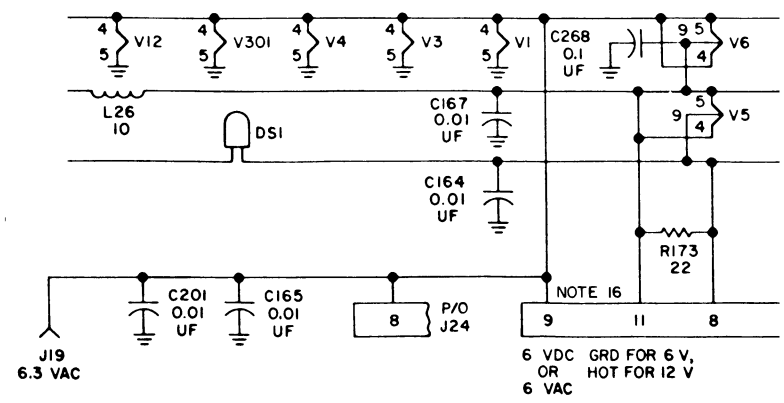 4
5
V12
4
5
V301
4
5
V4
4
5
V3
4
5
V1
C268
0.1
UF
9
5
4
V6
L26
10
DS1
C167
0.01
UF
9
5
4
V5
C164
0.01
UF
R173
22
C201
0.01
UF
C165
0.01
UF
8
P/O
J24
NOTE 16
9
11
8
J19
6.3 VAC
6 VDC
OR
6 VAC
GRD FOR 6 V,
HOT FOR 12 V